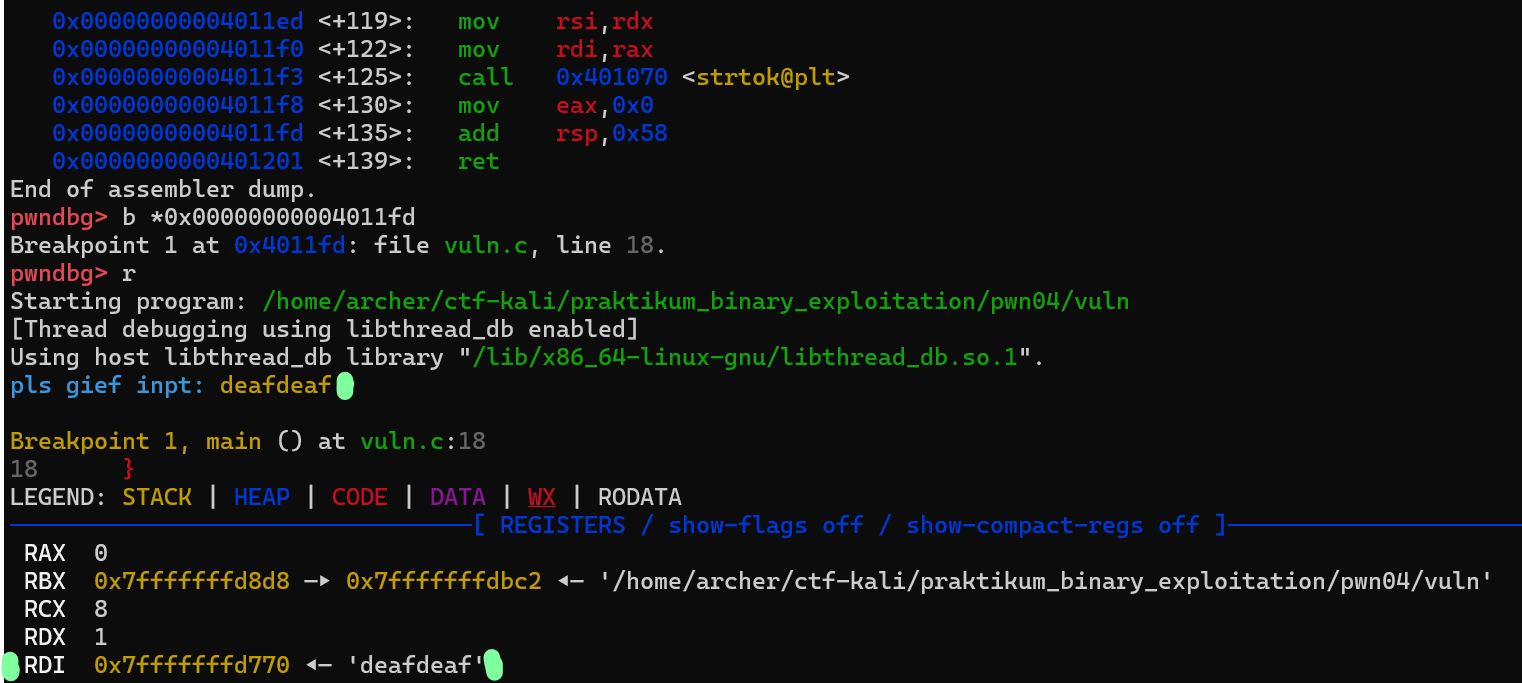 0x00000000004011ed <+119>:   mov    rsi,rdx
0x00000000004011f0 <+122>:   mov    rdi,rax
0x00000000004011f3 <+125>:   call   0x401070 <strtok@plt>
0x00000000004011f8 <+130>:   mov    eax,0x0
0x00000000004011fd <+135>:   add    rsp,0x58
0x0000000000401201 <+139>:   ret
End of assembler dump.
pwndbg> b *0x00000000004011fd
Breakpoint 1 at 0x4011fd: file vuln.c, line 18.
pwndbg> r
Starting program: /home/archer/ctf-kali/praktikum_binary_exploitation/pwn04/vuln
[Thread debugging using libthread_db enabled]
Using host libthread_db library "/lib/x86_64-linux-gnu/libthread_db.so.1".
pls gief inpt: deafdeaf
Breakpoint 1, main () at vuln.c:18
18      }
LEGEND: STACK | HEAP | CODE | DATA | WX | RODATA
[ REGISTERS / show-flags off / show-compact-regs off ]
RAX  0
RBX  0x7fffffffd8d8 —▸ 0x7fffffffdbc2 ◂— '/home/archer/ctf-kali/praktikum_binary_exploitation/pwn04/vuln'
RCX  8
RDX  1
RDI  0x7fffffffd770 ◂— 'deafdeaf'